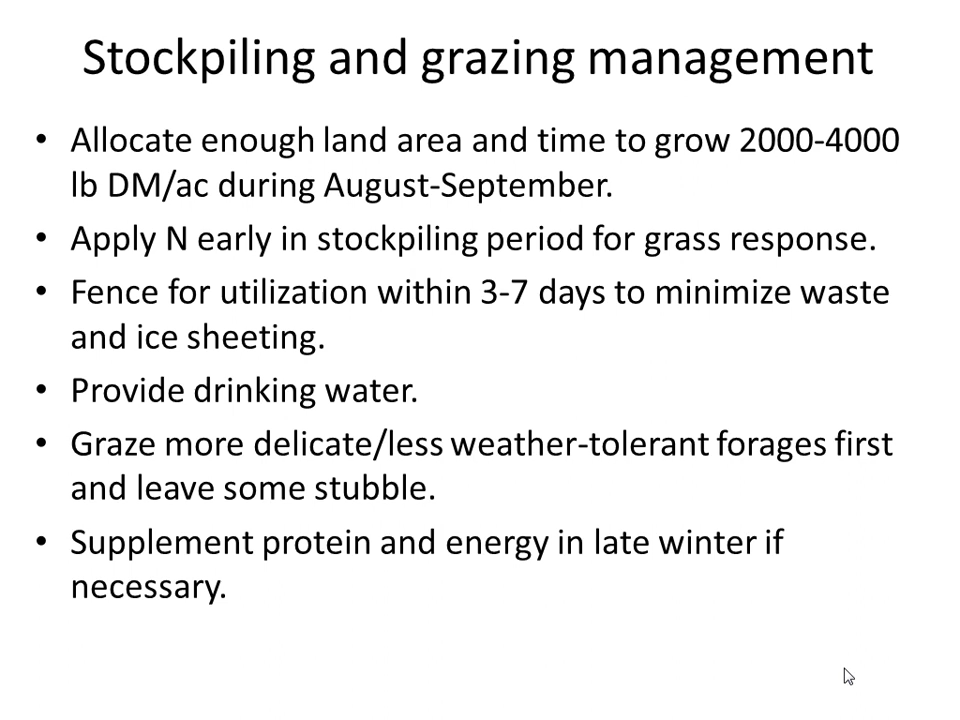 Stockpiling and grazing management
• Allocate enough land area and time to grow 2000-4000
lb DM/ac during August-September.
• Apply N early in stockpiling period for grass response.
• Fence for utilization within 3-7 days to minimize waste
and ice sheeting.
• Provide drinking water.
• Graze more delicate/less weather-tolerant forages first
and leave some stubble.
• Supplement protein and energy in late winter if
necessary.